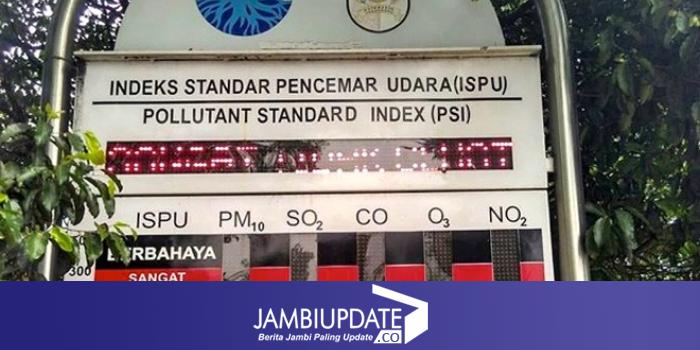 INDEKS STANDAR PENCEMAR UDARA(ISPU)
POLLUTANT STANDARD INDEX (PSI)
ISPU PM10 SO2 CO O3 NO2
BERBAHAYA
300
SANGAT
JAMBIUPDATE
.CO
Berita Jambi Paling Update